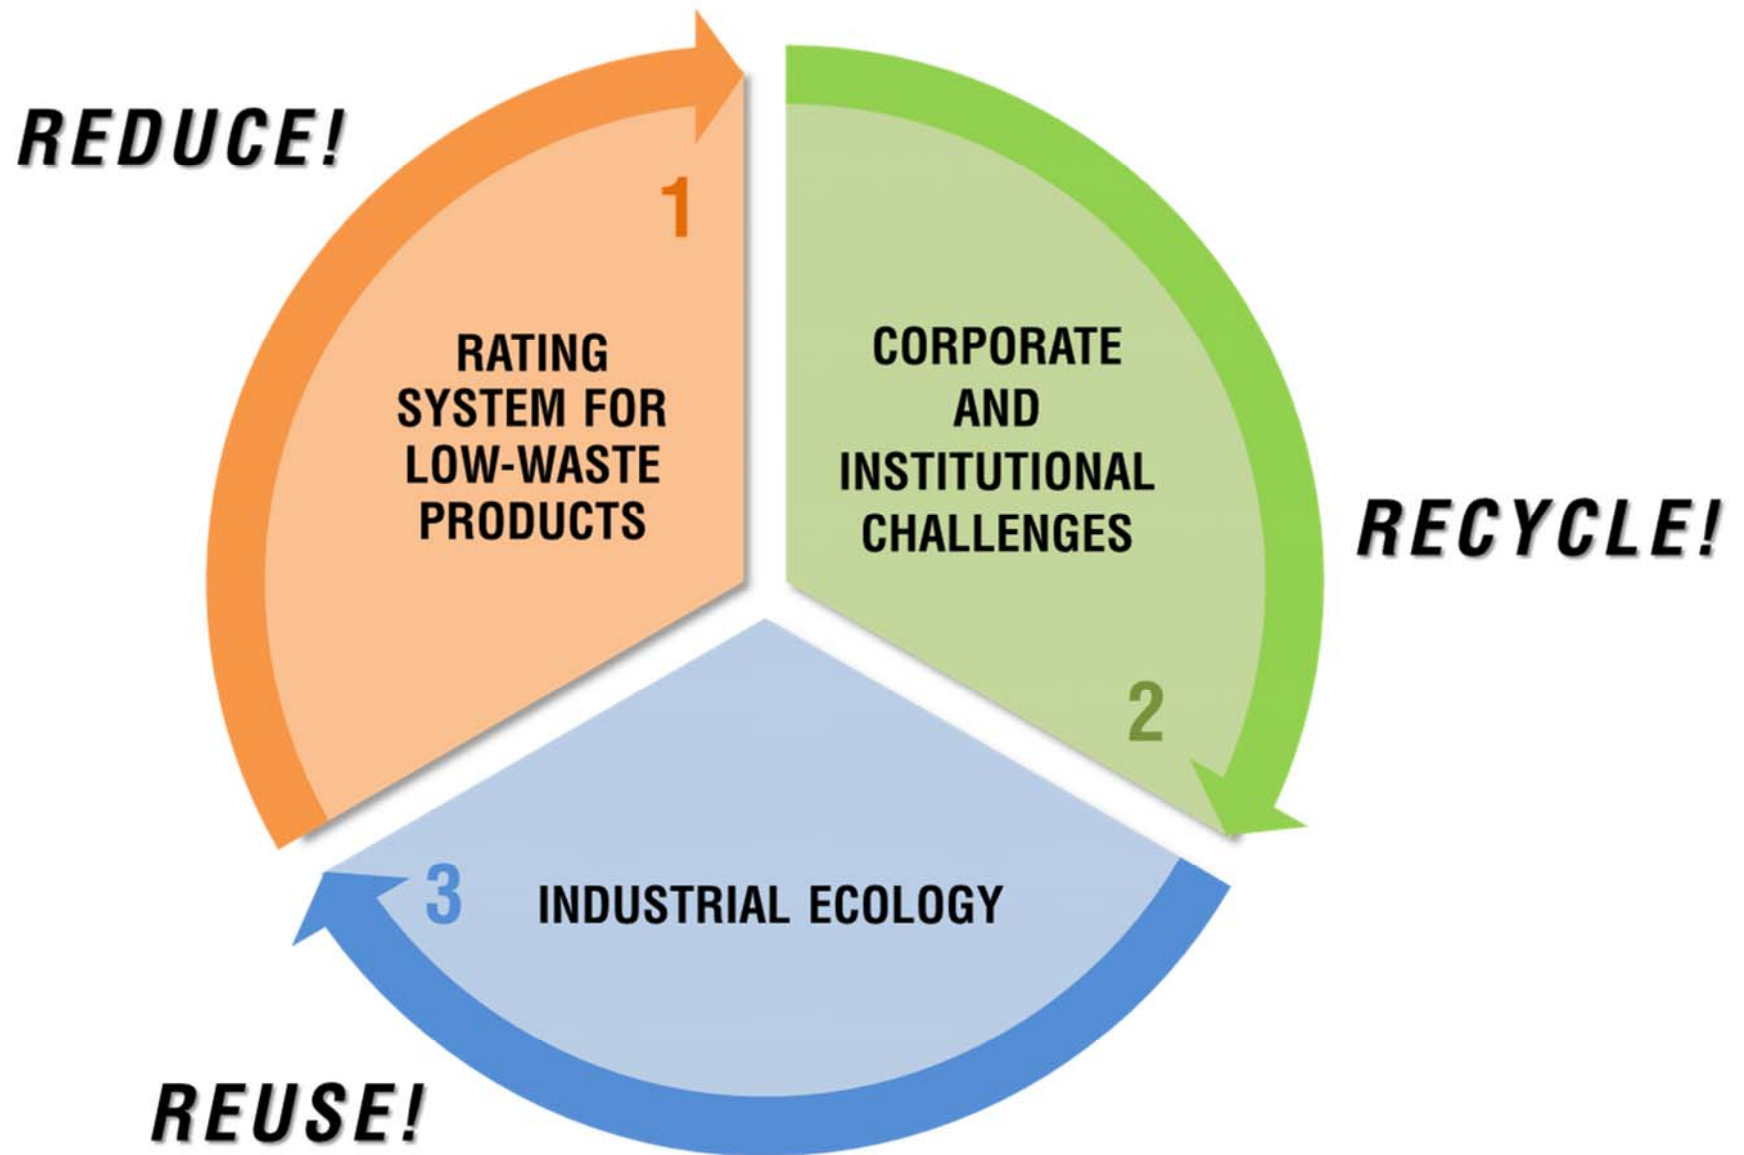 REDUCE!
1
RATING
SYSTEM FOR
LOW-WASTE
PRODUCTS
CORPORATE
AND
INSTITUTIONAL
CHALLENGES
2
RECYCLE!
3
INDUSTRIAL ECOLOGY
REUSE!